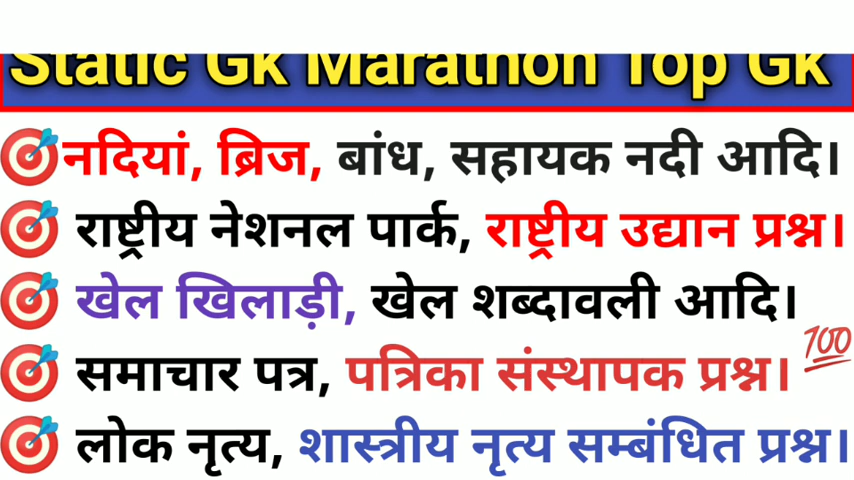 Static Gk Marathon Top Gk
नदियां, ब्रिज, बांध, सहायक नदी आदि।
राष्ट्रीय नेशनल पार्क, राष्ट्रीय उद्यान प्रश्न।
खेल खिलाड़ी, खेल शब्दावली आदि।
समाचार पत्र, पत्रिका संस्थापक प्रश्न। 💯
लोक नृत्य, शास्त्रीय नृत्य सम्बंधित प्रश्न।